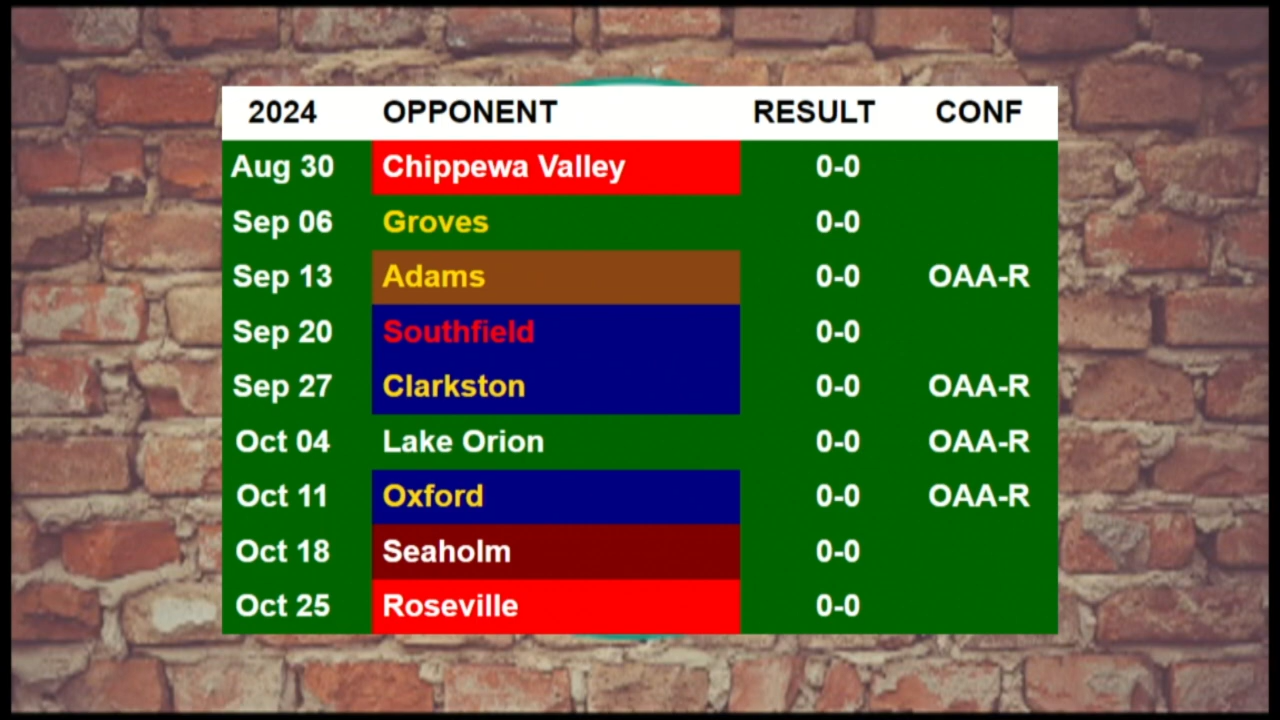 2024 OPPONENT RESULT CONF
Aug 30 Chippewa Valley 0-0
Sep 06 Groves 0-0
Sep 13 Adams 0-0 OAA-R
Sep 20 Southfield 0-0
Sep 27 Clarkston 0-0 OAA-R
Oct 04 Lake Orion 0-0 OAA-R
Oct 11 Oxford 0-0 OAA-R
Oct 18 Seaholm 0-0
Oct 25 Roseville 0-0